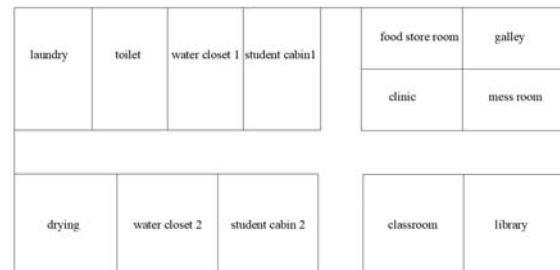 laundry
toilet
water closet 1
student cabin1
food store room
galley
clinic
mess room
drying
water closet 2
student cabin 2
classroom
library